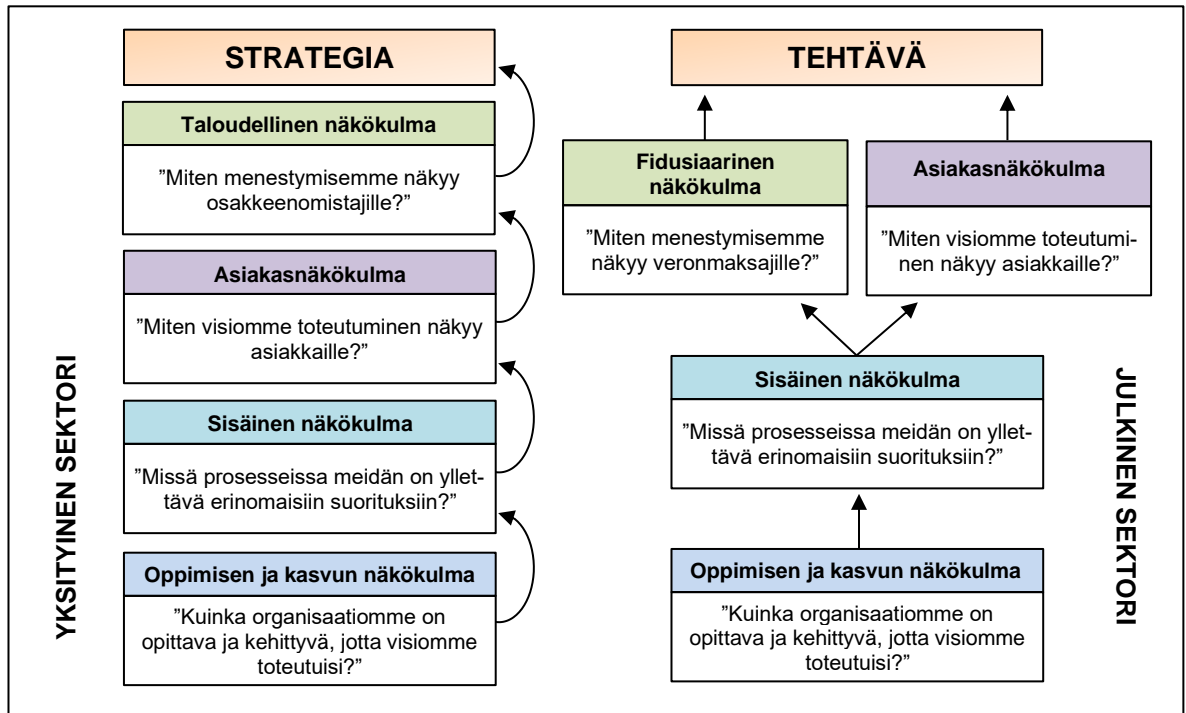 STRATEGIA
Taloudellinen näkökulma
”Miten menestymisemme näkyy
osakkeenomistajille?”
Asiakasnäkökulma
”Miten visiomme toteutuminen näkyy
asiakkaille?”
Sisäinen näkökulma
”Missä prosesseissa meidän on yllet-
tävä erinomaisiin suorituksiin?”
Oppimisen ja kasvun näkökulma
”Kuinka organisaatiomme on
opittava ja kehittyvä, jotta visiomme
toteutuisi?”
YKSITYINEN SEKTORI
TEHTÄVÄ
Fidusiaarinen
näkökulma
”Miten menestymisemme
näkyy veronmaksajille?”
Asiakasnäkökulma
”Miten visiomme toteutumi-
nen näkyy asiakkaille?”
Sisäinen näkökulma
”Missä prosesseissa meidän on yllet-
tävä erinomaisiin suorituksiin?”
Oppimisen ja kasvun näkökulma
”Kuinka organisaatiomme on
opittava ja kehittyvä, jotta visiomme
toteutuisi?”
JULKINEN SEKTORI